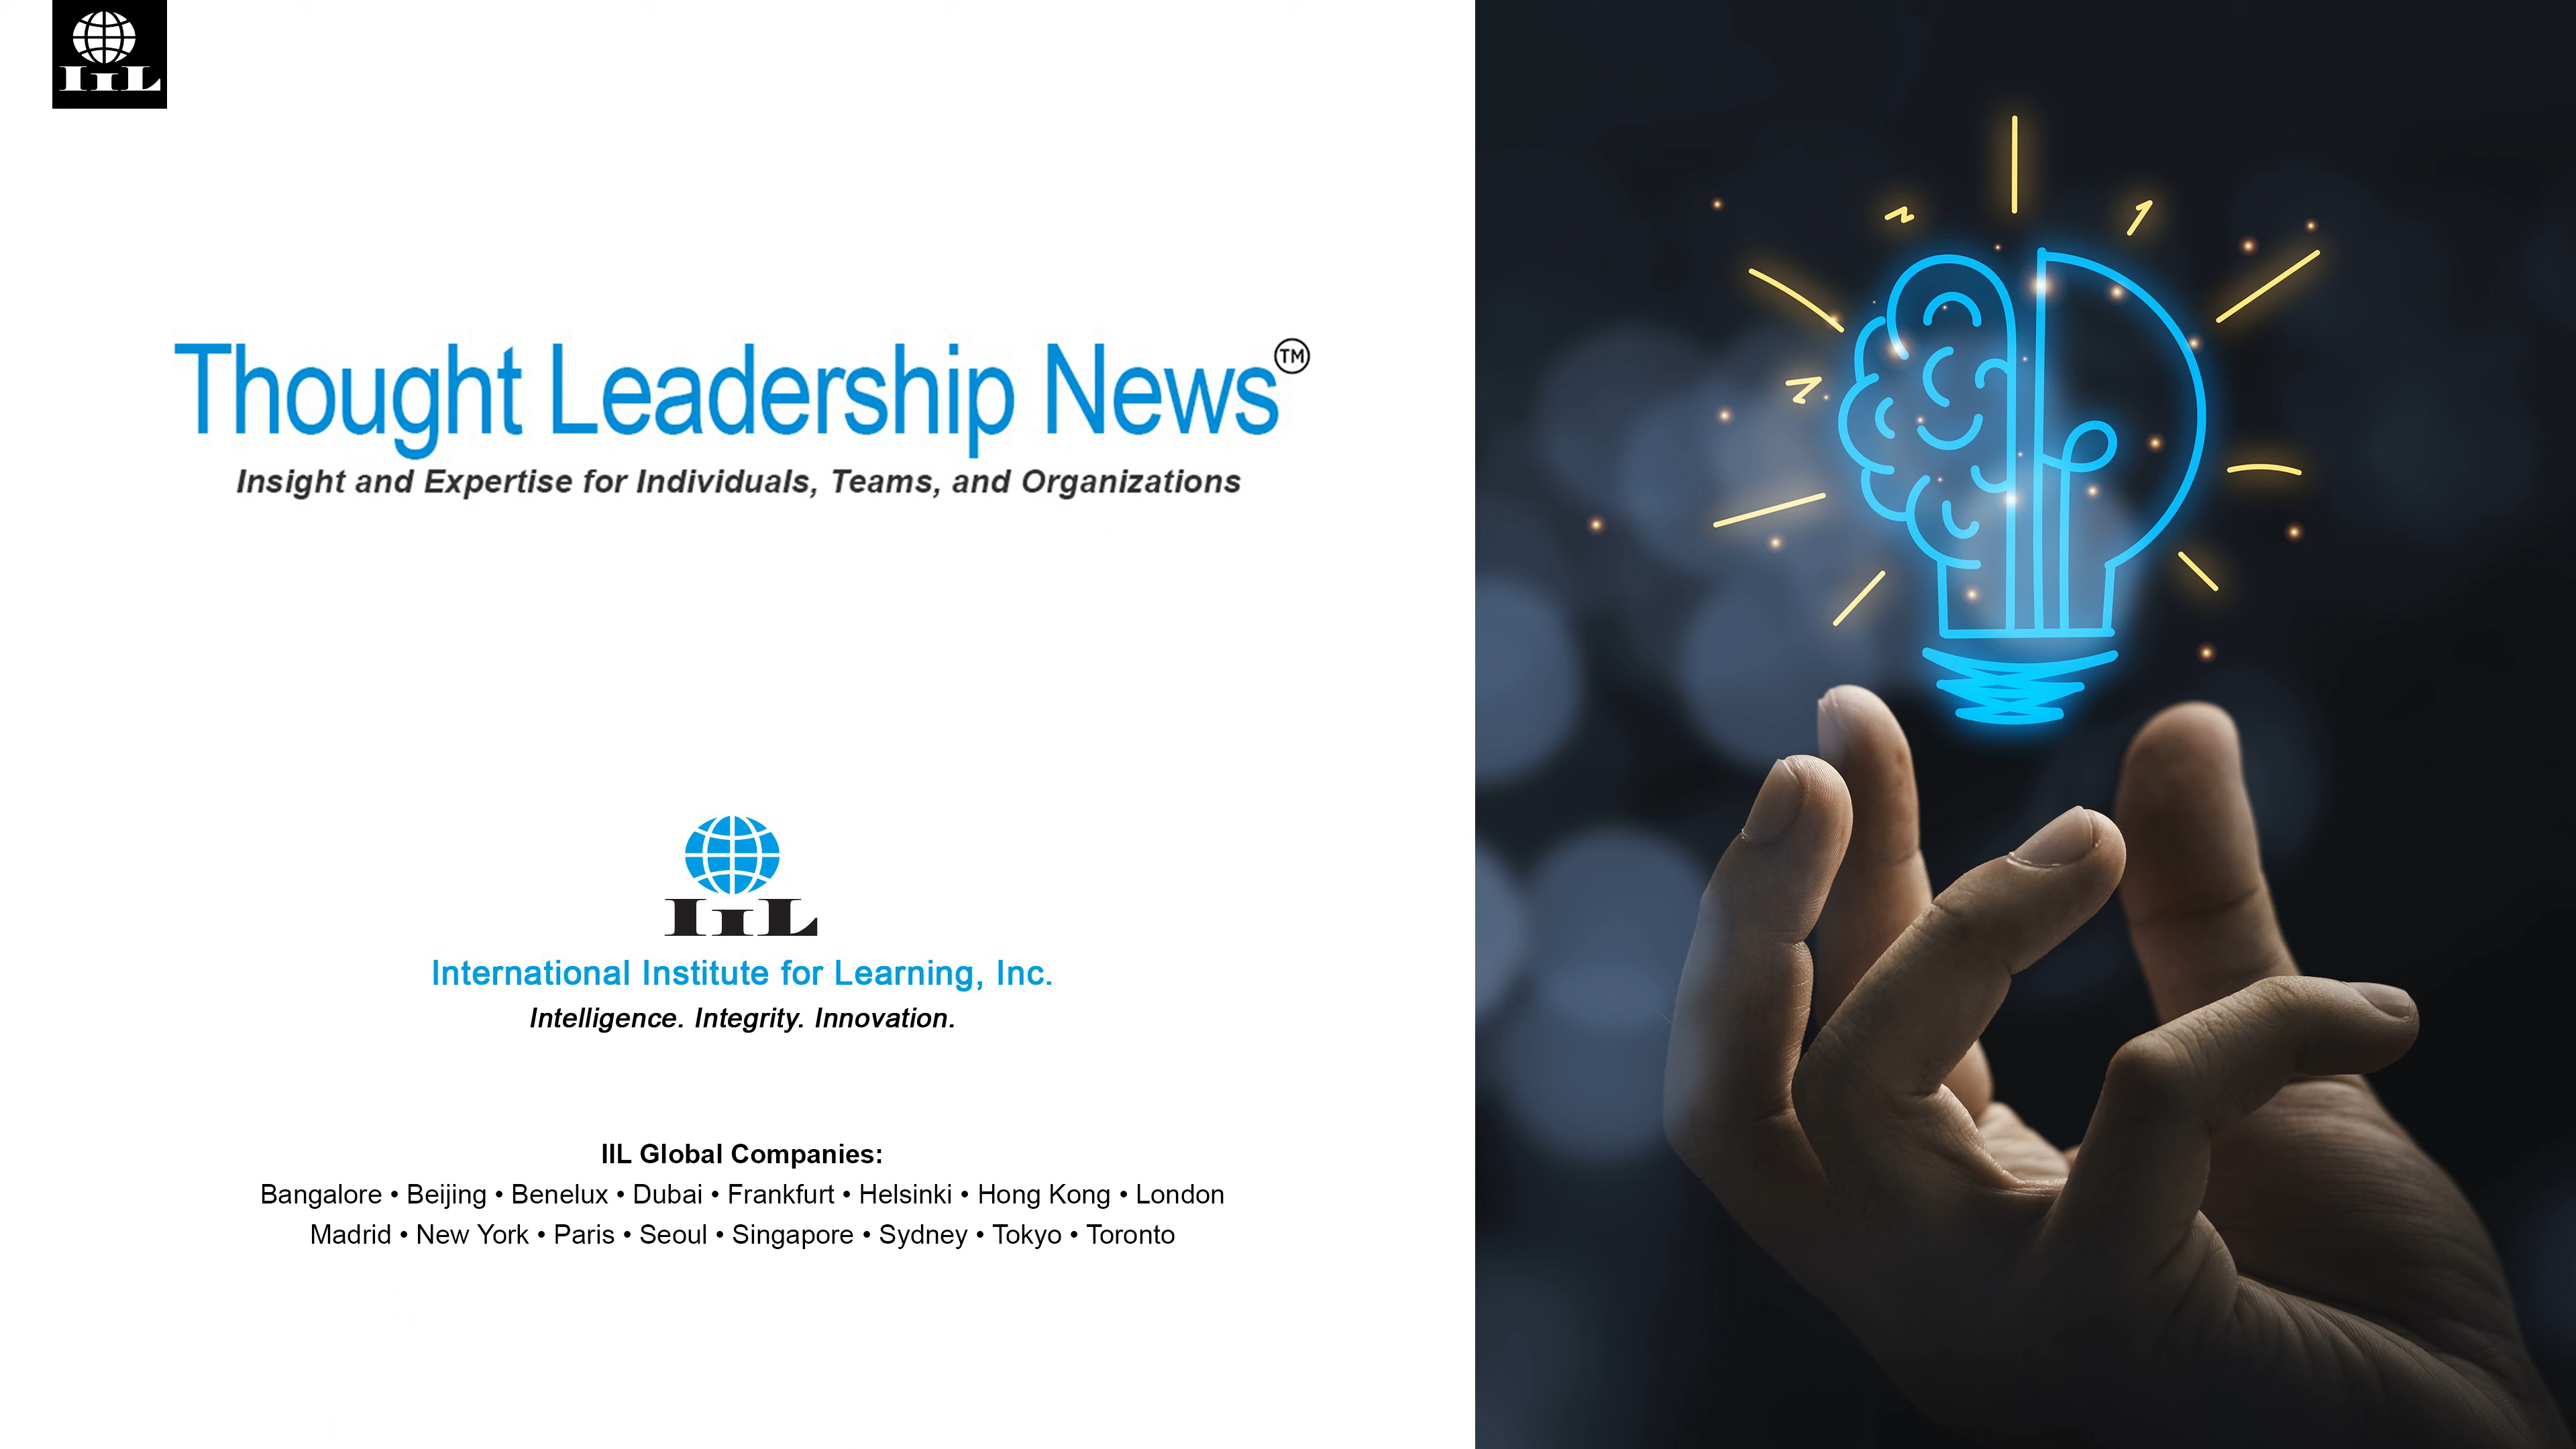 IIL
Thought Leadership News™
Insight and Expertise for Individuals, Teams, and Organizations
IIL
International Institute for Learning, Inc.
Intelligence. Integrity. Innovation.
IIL Global Companies:
Bangalore • Beijing • Benelux • Dubai • Frankfurt • Helsinki • Hong Kong • London
Madrid • New York • Paris • Seoul • Singapore • Sydney • Tokyo • Toronto